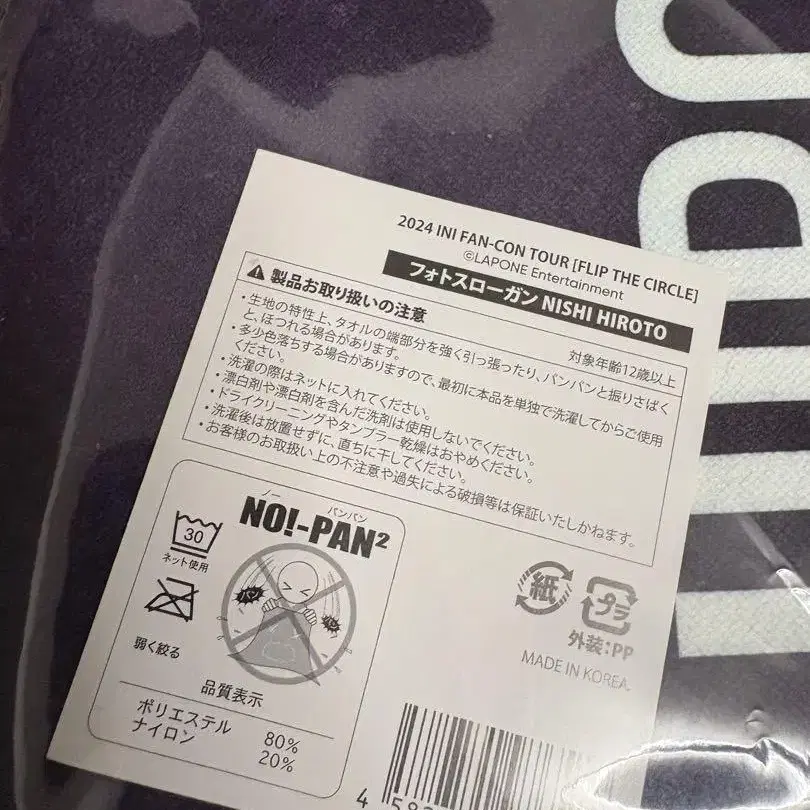 2024 INI FAN-CON TOUR [FLIP THE CIRCLE]
©LAPONE Entertainment
フォトスローガン NISHI HIROTO
対象年齢12歳以上
製品お取り扱いの注意
・生地の特性上、タオルの端部分を強く引っ張ったり、パンパンと振りさばく
と、ほつれる場合があります。
・多少色落ちする場合がありますので、最初に本品を単独で洗濯してからご使用
ください。
・洗濯の際はネットに入れてください。
・漂白剤や漂白剤を含んだ洗剤は使用しないでください。
・ドライクリーニングやタンブラー乾燥はおやめください。
・洗濯後は放置せずに、直ちに干してください。
・お客様のお取扱い上の不注意や過失による破損等は保証いたしかねます。
ノー パンパン
NO!-PAN²
30
ネット使用
弱く絞る
パン
パン
品質表示
ポリエステル 80%
ナイロン 20%
紙
プラ
外装:PP
MADE IN KOREA.
4 58